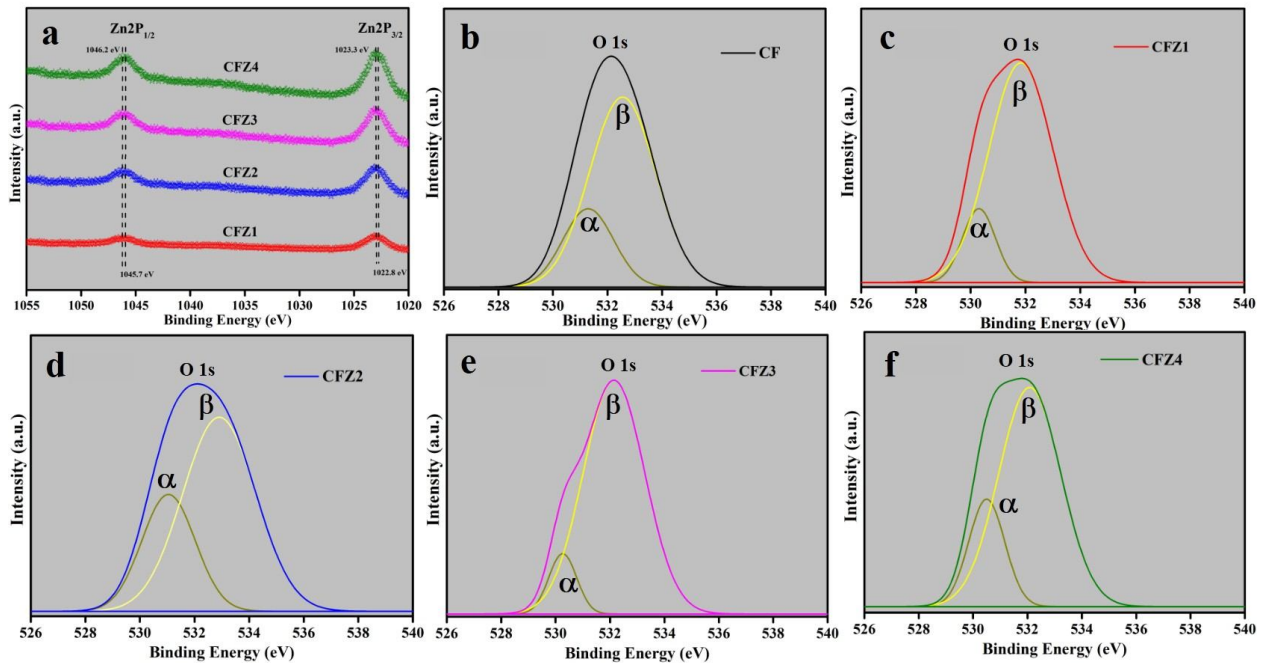 a
Zn2P1/2
Zn2P3/2
1046.2 eV
1023.3 eV
CFZ4
CFZ3
CFZ2
CFZ1
1045.7 eV
1022.8 eV
Intensity (a.u.)
1055 1050 1045 1040 1035 1030 1025 1020
Binding Energy (eV)
b
O 1s
CF
β
α
Intensity (a.u.)
526 528 530 532 534 536 538 540
Binding Energy (eV)
c
O 1s
CFZ1
β
α
Intensity (a.u.)
526 528 530 532 534 536 538 540
Binding Energy (eV)
d
O 1s
CFZ2
β
α
Intensity (a.u.)
526 528 530 532 534 536 538 540
Binding Energy (eV)
e
O 1s
CFZ3
β
α
Intensity (a.u.)
526 528 530 532 534 536 538 540
Binding Energy (eV)
f
O 1s
CFZ4
β
α
Intensity (a.u.)
526 528 530 532 534 536 538 540
Binding Energy (eV)